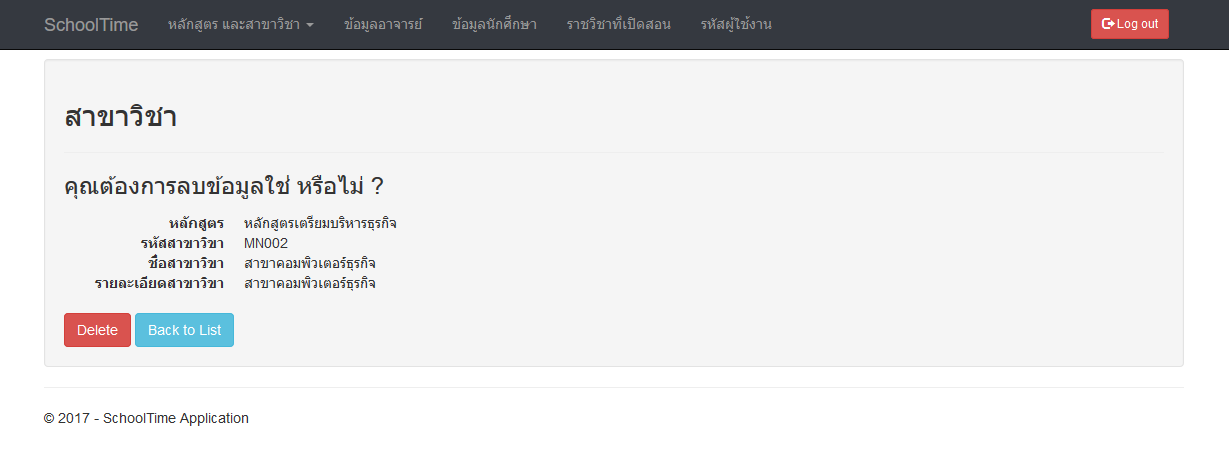 SchoolTime หลักสูตร และสาขาวิชา ข้อมูลอาจารย์ ข้อมูลนักศึกษา ราชวิชาที่เปิดสอน รหัสผู้ใช้งาน Log out
สาขาวิชา
คุณต้องการลบข้อมูลใช่ หรือไม่ ?
หลักสูตร หลักสูตรเตรียมบริหารธุรกิจ
รหัสสาขาวิขา MN002
ชื่อสาขาวิขา สาขาคอมพิวเตอร์ธุรกิจ
รายละเอียดสาขาวิขา สาขาคอมพิวเตอร์ธุรกิจ
Delete Back to List
© 2017 - SchoolTime Application